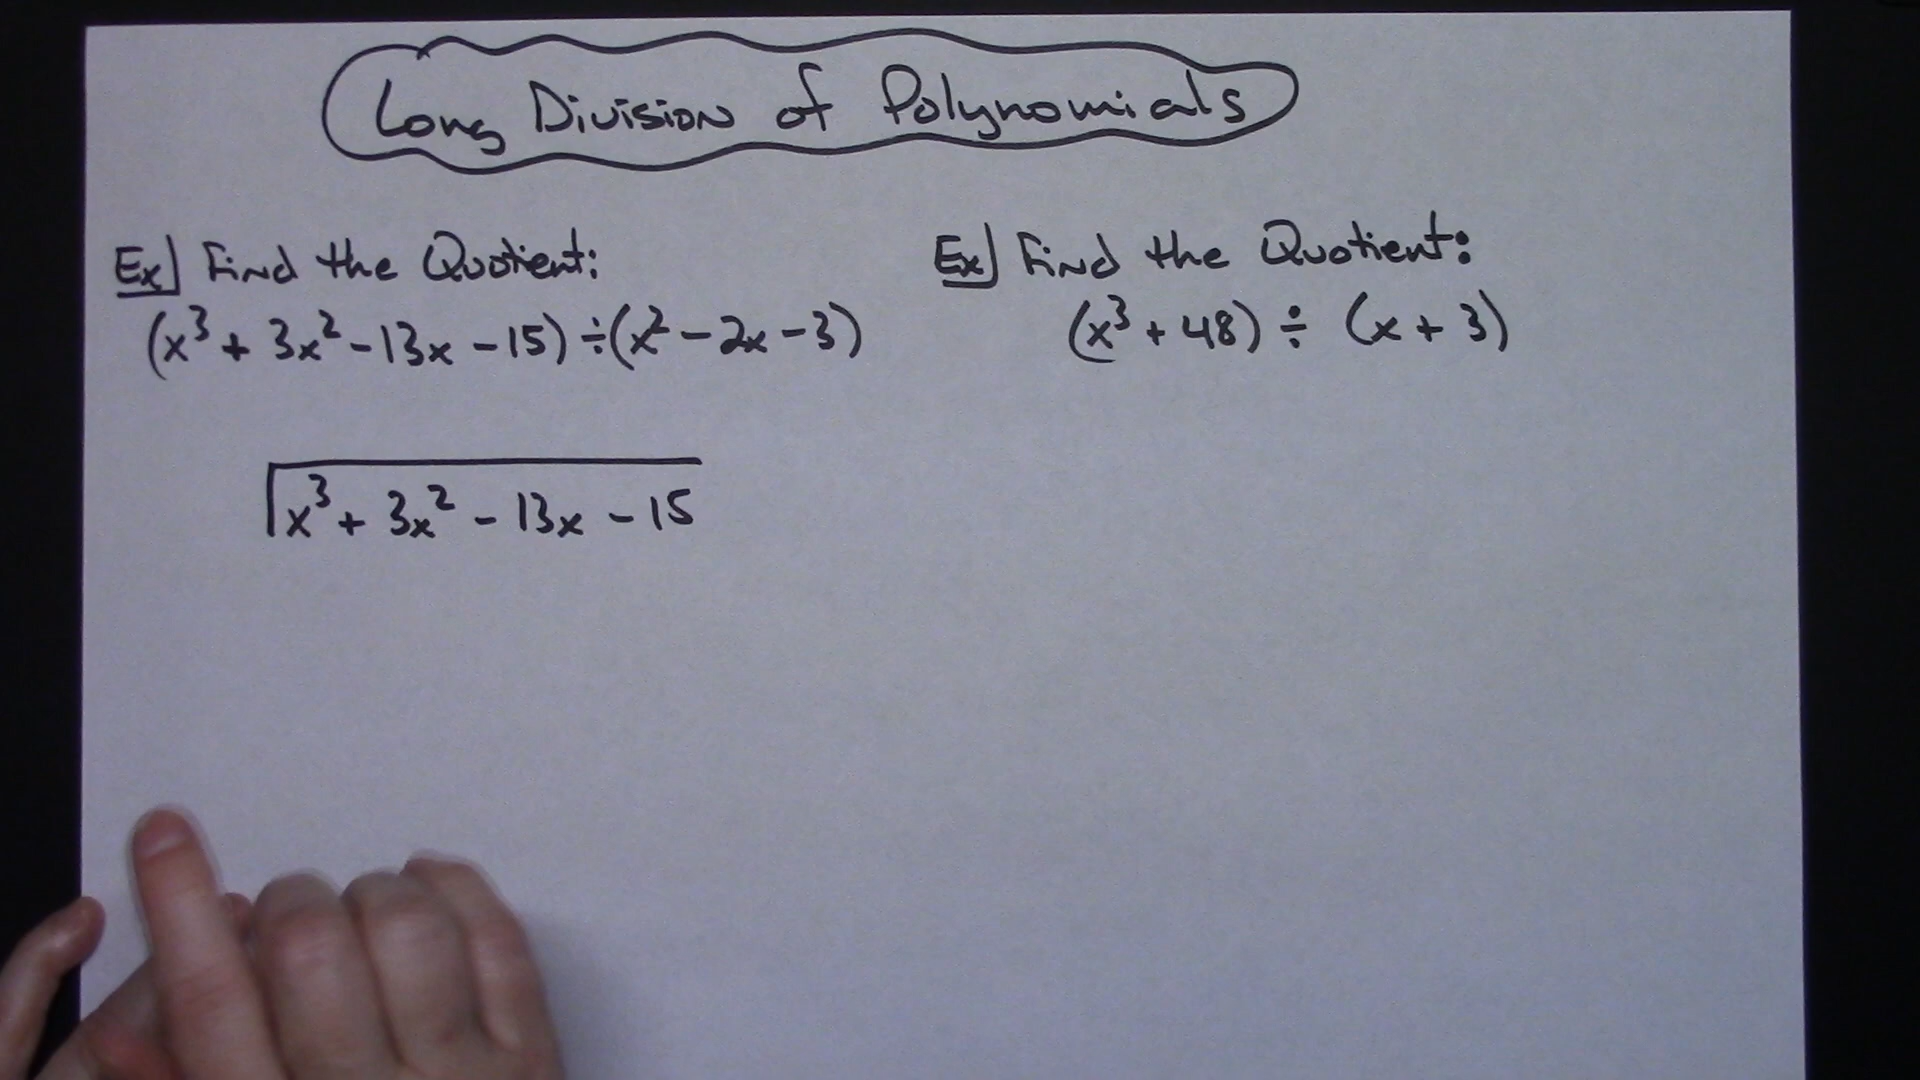 Long Division of Polynomials
Ex) Find the Quotient:
(x³ + 3x² - 13x - 15) ÷ (x² - 2x - 3)
x³ + 3x² - 13x - 15
Ex) Find the Quotient:
(x³ + 48) ÷ (x + 3)